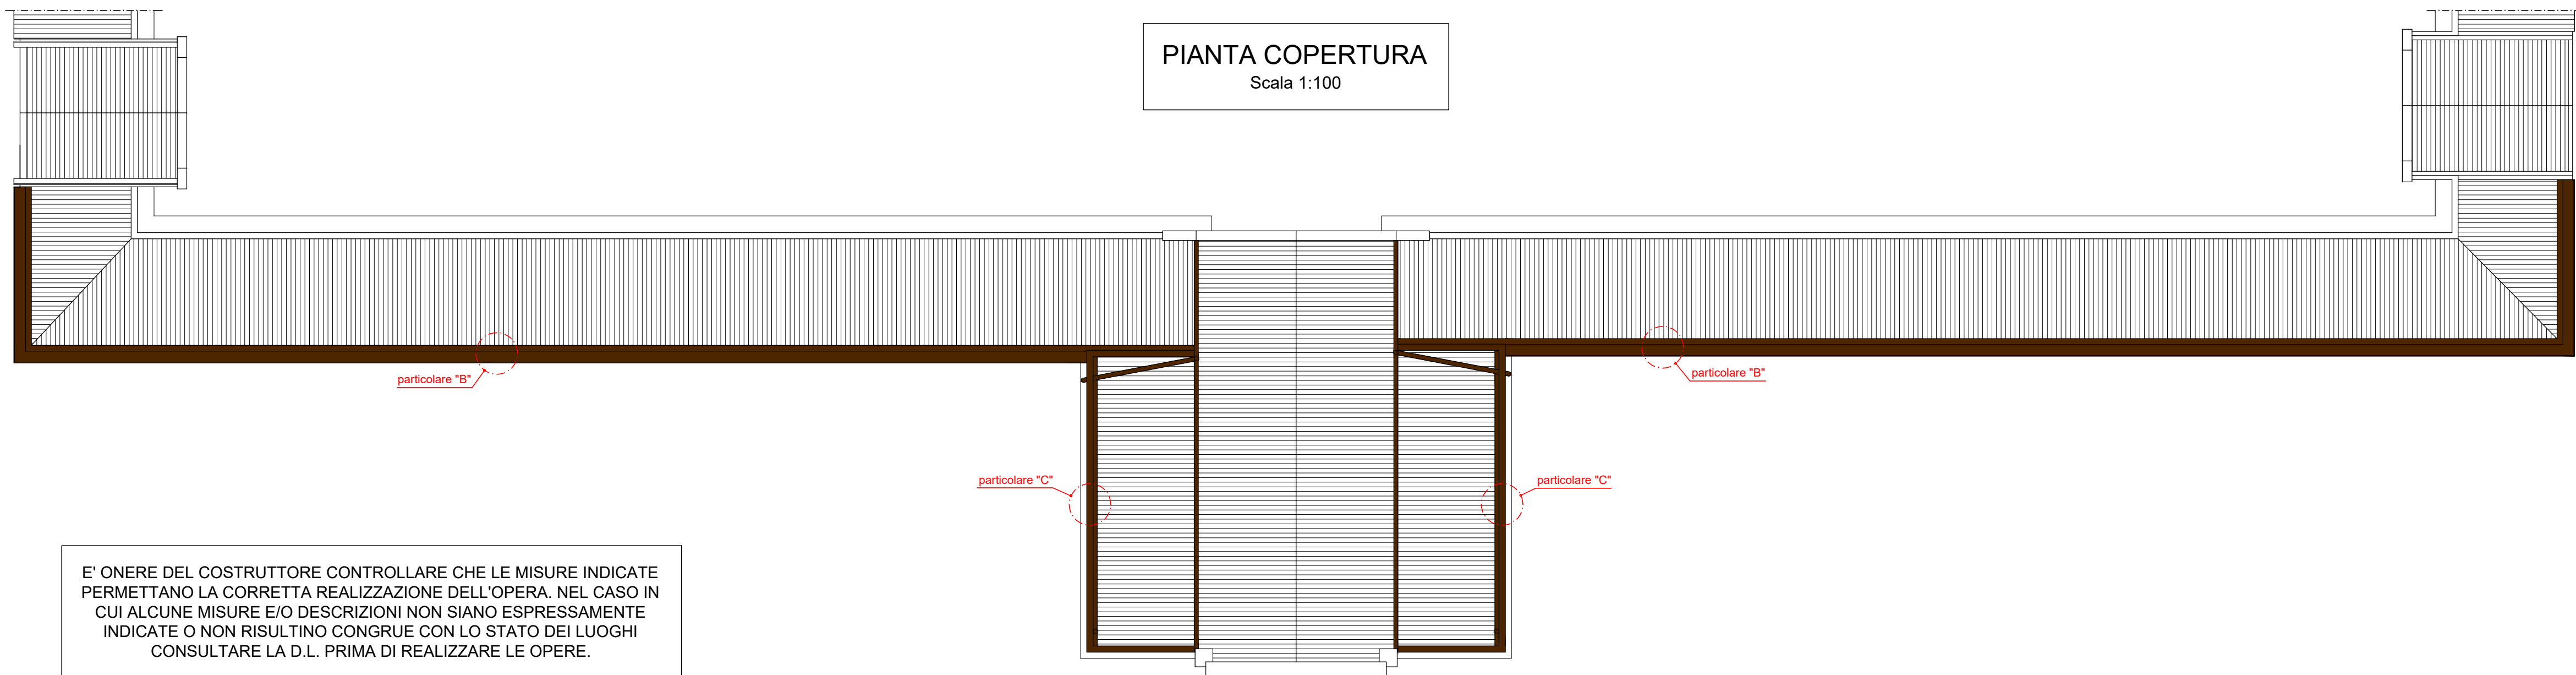 PIANTA COPERTURA
Scala 1:100
particolare "B"
particolare "B"
particolare "C"
particolare "C"
E' ONERE DEL COSTRUTTORE CONTROLLARE CHE LE MISURE INDICATE
PERMETTANO LA CORRETTA REALIZZAZIONE DELL'OPERA. NEL CASO IN
CUI ALCUNE MISURE E/O DESCRIZIONI NON SIANO ESPRESSAMENTE
INDICATE O NON RISULTINO CONGRUE CON LO STATO DEI LUOGHI
CONSULTARE LA D.L. PRIMA DI REALIZZARE LE OPERE.